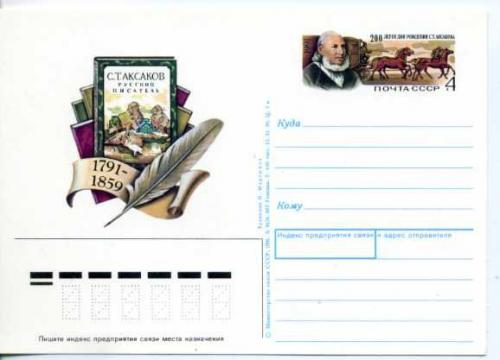 С.Т.АКСАКОВ
РУССКИЙ
ПИСАТЕЛЬ
1791-
1859
200 ЛЕТ СО ДНЯ РОЖДЕНИЯ С.Т.АКСАКОВА
ПОЧТА СССР 4
Куда
Кому
Индекс предприятия связи и адрес отправителя
Пишите индекс предприятия связи места назначения